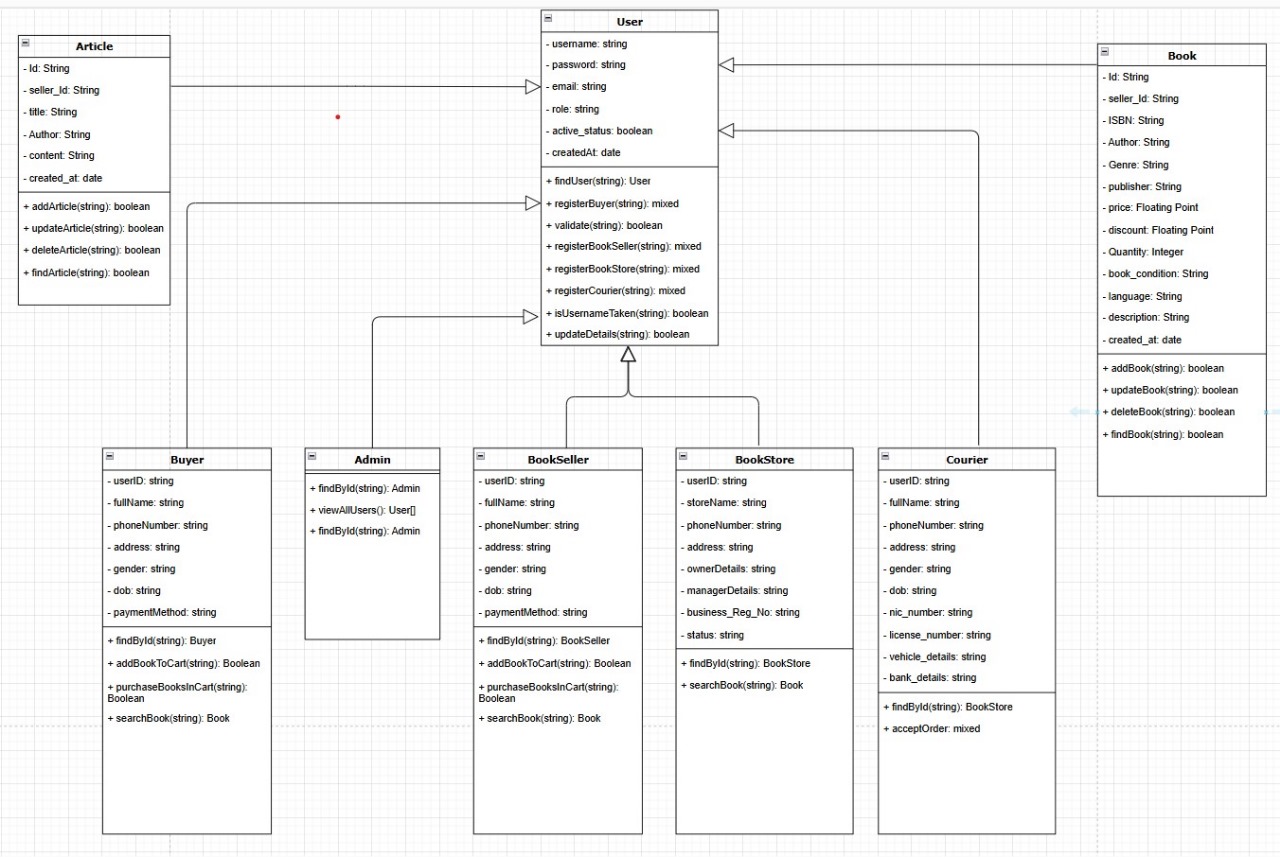 Article
- Id: String
- seller_Id: String
- title: String
- Author: String
- content: String
- created_at: date
+ addArticle(string): boolean
+ updateArticle(string): boolean
+ deleteArticle(string): boolean
+ findArticle(string): boolean
User
- username: string
- password: string
- email: string
- role: string
- active_status: boolean
- createdAt: date
+ findUser(string): User
+ registerBuyer(string): mixed
+ validate(string): boolean
+ registerBookSeller(string): mixed
+ registerBookStore(string): mixed
+ registerCourier(string): mixed
+ isUsernameTaken(string): boolean
+ updateDetails(string): boolean
Book
- Id: String
- seller_Id: String
- ISBN: String
- Author: String
- Genre: String
- publisher: String
- price: Floating Point
- discount: Floating Point
- Quantity: Integer
- book_condition: String
- language: String
- description: String
- created_at: date
+ addBook(string): boolean
+ updateBook(string): boolean
+ deleteBook(string): boolean
+ findBook(string): boolean
Buyer
- userID: string
- fullName: string
- phoneNumber: string
- address: string
- gender: string
- dob: string
- paymentMethod: string
+ findById(string): Buyer
+ addBookToCart(string): Boolean
+ purchaseBooksInCart(string):
Boolean
+ searchBook(string): Book
Admin
+ findById(string): Admin
+ viewAllUsers(): User[]
+ findById(string): Admin
BookSeller
- userID: string
- fullName: string
- phoneNumber: string
- address: string
- gender: string
- dob: string
- paymentMethod: string
+ findById(string): BookSeller
+ addBookToCart(string): Boolean
+ purchaseBooksInCart(string):
Boolean
+ searchBook(string): Book
BookStore
- userID: string
- storeName: string
- phoneNumber: string
- address: string
- ownerDetails: string
- managerDetails: string
- business_Reg_No: string
- status: string
+ findById(string): BookStore
+ searchBook(string): Book
Courier
- userID: string
- fullName: string
- phoneNumber: string
- address: string
- gender: string
- dob: string
- nic_number: string
- license_number: string
- vehicle_details: string
- bank_details: string
+ findById(string): BookStore
+ acceptOrder: mixed